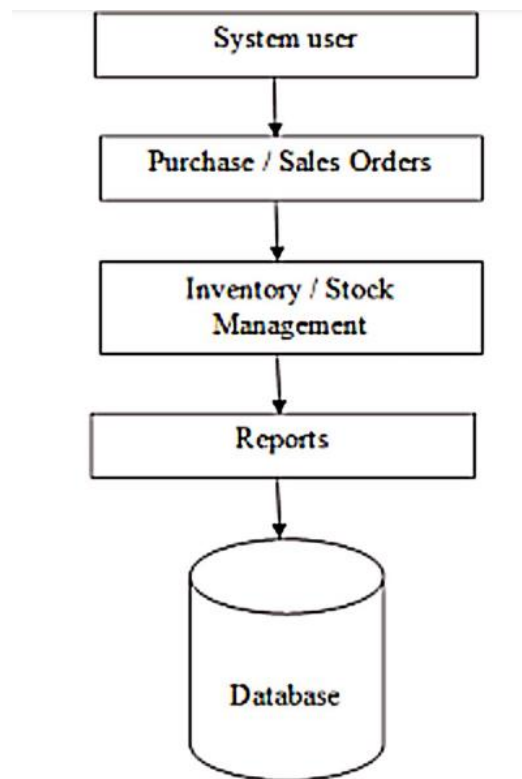 System user
Purchase / Sales Orders
Inventory / Stock
Management
Reports
Database